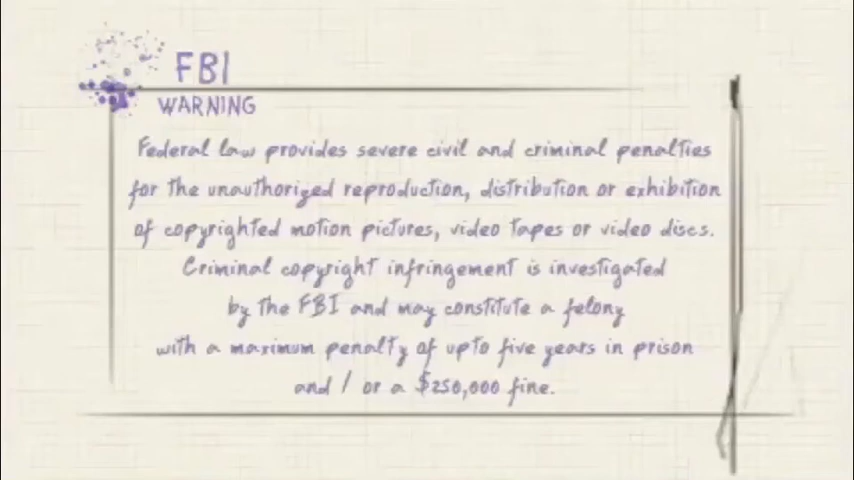 FBI
WARNING
Federal law provides severe civil and criminal penalties
for the unauthorized reproduction, distribution or exhibition
of copyrighted motion pictures, video tapes or video discs.
Criminal copyright infringement is investigated
by the FBI and may constitute a felony
with a maximum penalty of up to five years in prison
and / or a $250,000 fine.